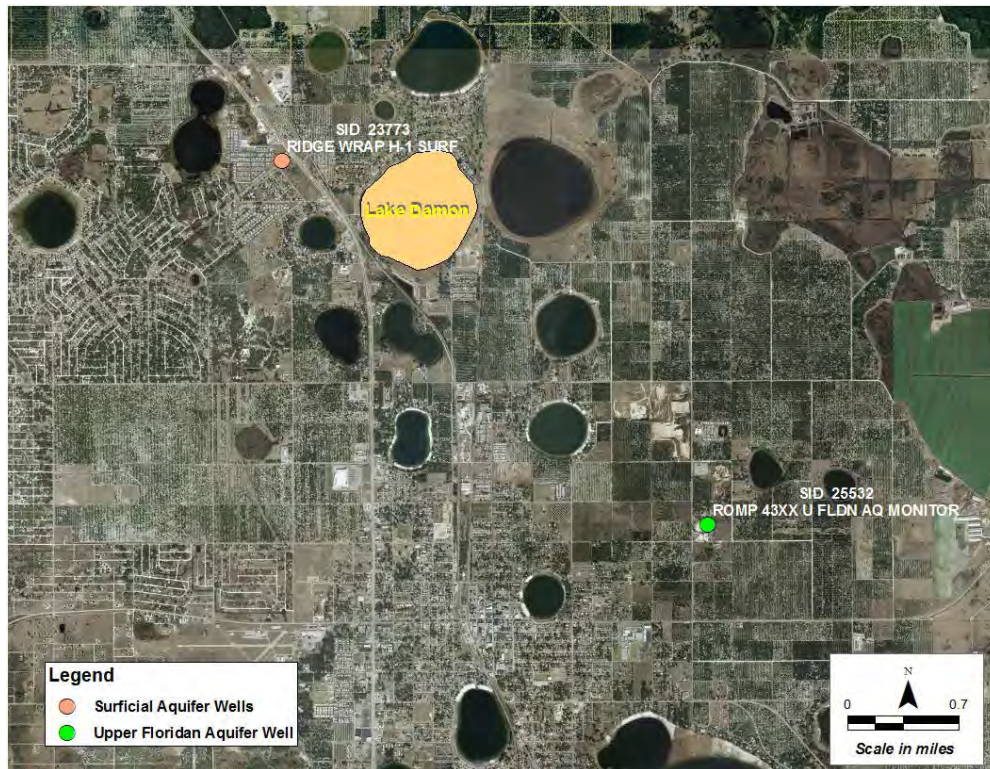 SID 23773
RIDGE WRAP H-1 SURF
Lake Damon
SID 25532
ROMP 43XX U FLDN AQ MONITOR
Legend
Surficial Aquifer Wells
Upper Floridan Aquifer Well
N
0 0.7
Scale in miles